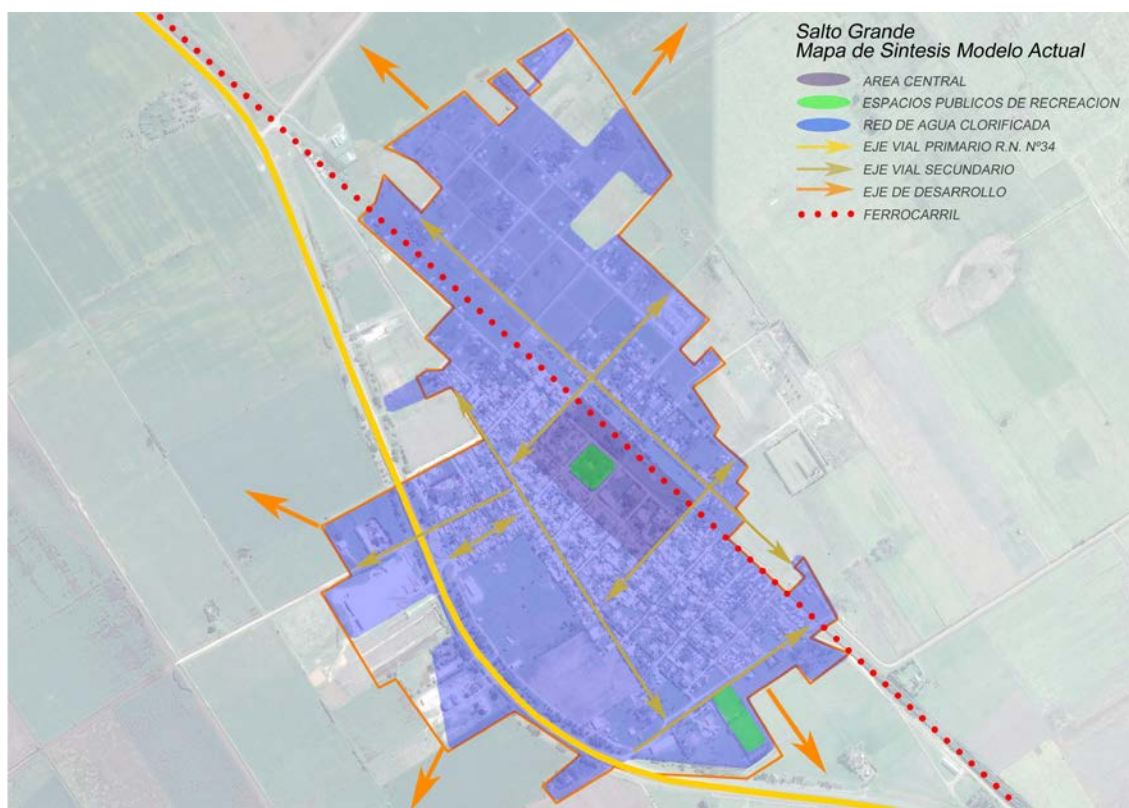 Salto Grande
Mapa de Sintesis Modelo Actual
AREA CENTRAL
ESPACIOS PUBLICOS DE RECREACION
RED DE AGUA CLORIFICADA
EJE VIAL PRIMARIO R.N. Nº34
EJE VIAL SECUNDARIO
EJE DE DESARROLLO
FERROCARRIL